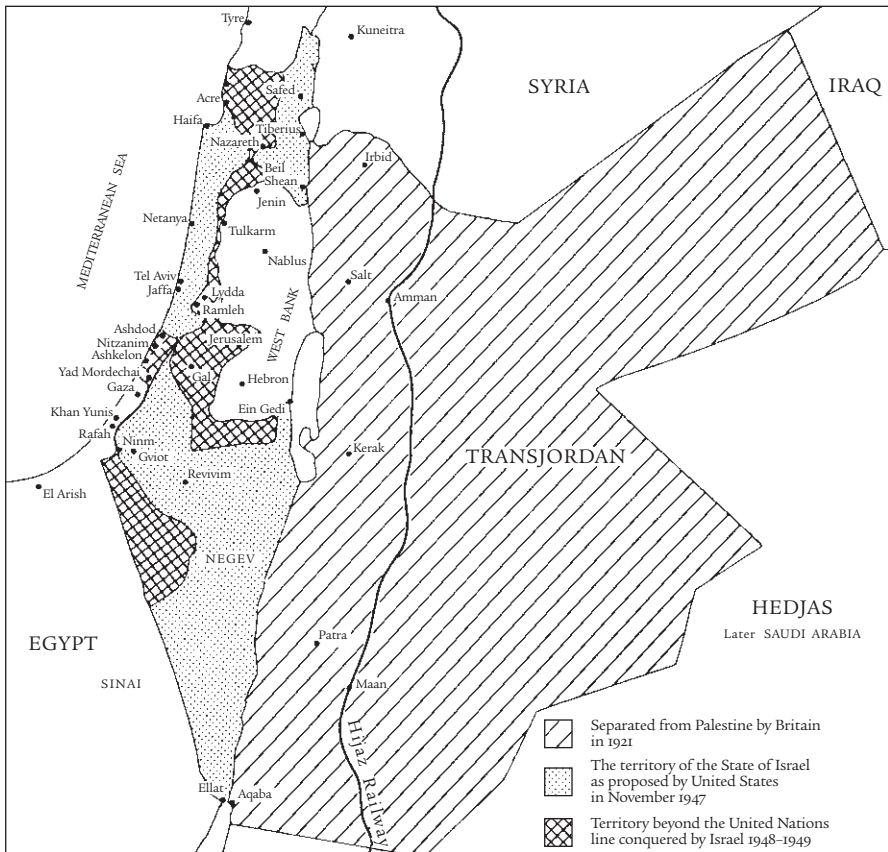 Tyre
Kuneitra
SYRIA
IRAQ
Safed
Acre
Haifa
Tiberius
Nazareth
Irbid
Beil
Shean
Jenin
MEDITERRANEAN SEA
Netanya
Tulkarm
Nablus
Tel Aviv
Jaffa
Salt
Lydda
Amman
Ramleh
WEST BANK
Ashdod
Jerusalem
Nitzanim
Ashkelon
Yad Mordechai
Gal
Hebron
Gaza
Ein Gedi
Khan Yunis
Rafah
Ninm
Gviot
Kerak
TRANSJORDAN
Revivim
El Arish
NEGEV
HEDJAS
Later SAUDI ARABIA
EGYPT
Patra
SINAI
Maan
Hijaz Railway
Ellat
Aqaba
Separated from Palestine by Britain
in 1921
The territory of the State of Israel
as proposed by United States
in November 1947
Territory beyond the United Nations
line conquered by Israel 1948–1949